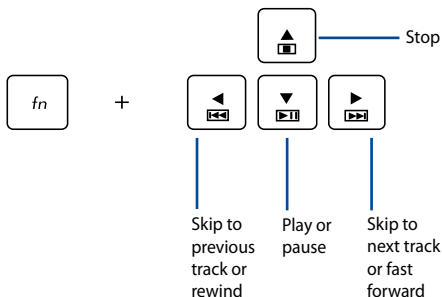 Stop
fn
+
Skip to
previous
track or
rewind
Play or
pause
Skip to
next track
or fast
forward